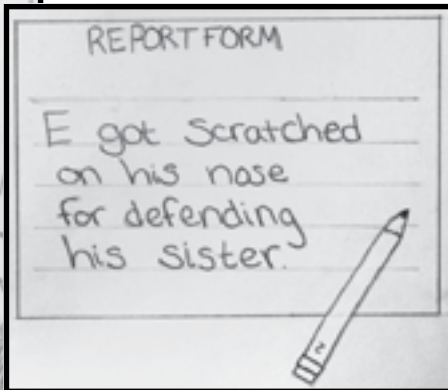 REPORT FORM
E got scratched
on his nose
for defending
his sister.